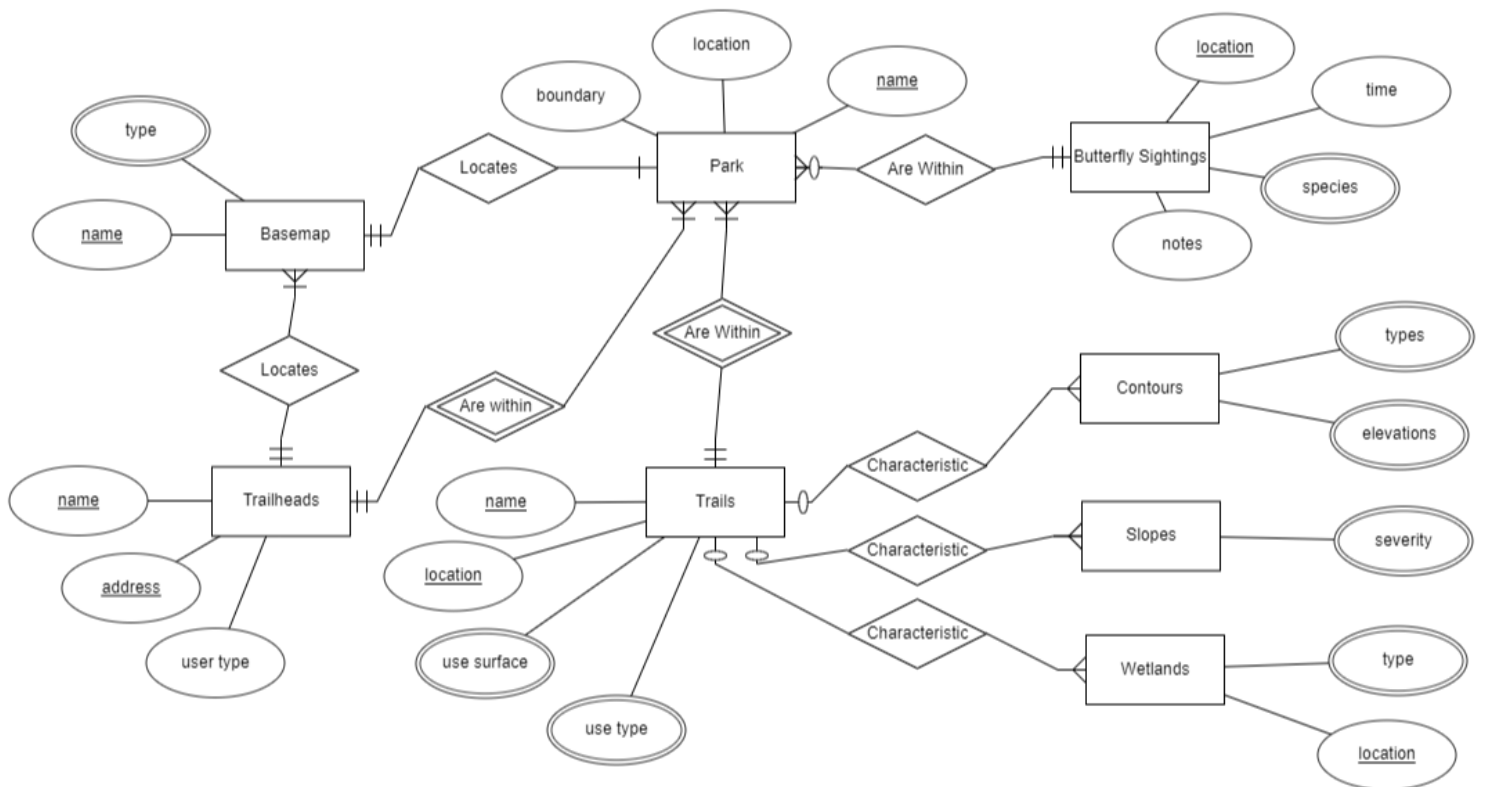 location
location
boundary
name
time
type
Locates
Park
Are Within
Butterfly Sightings
species
name
Basemap
notes
Are Within
types
Locates
Contours
Are within
elevations
Characteristic
name
Trailheads
name
Trails
Slopes
severity
Characteristic
location
address
Characteristic
use surface
user type
Wetlands
type
use type
location